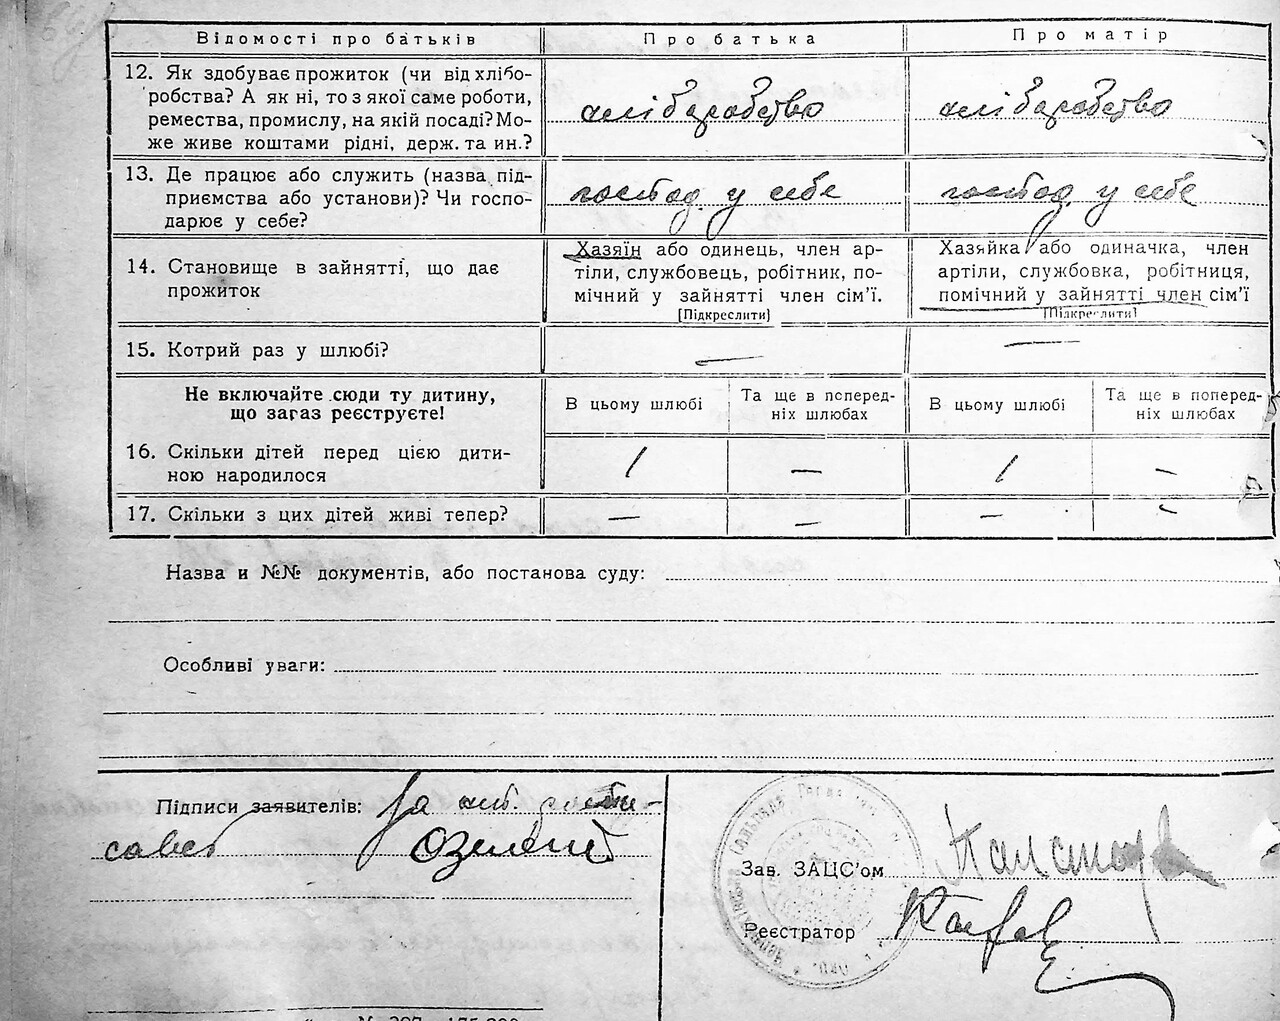 Відомості про батьків Про батька Про матір
12. Як здобуває прожиток (чи від хлібо-
робства? А як ні, то з якої саме роботи,
ремества, промислу, на якій посаді? Мо-
же живе коштами рідні, держ. та ин.?
хліборобство хліборобство
13. Де працює або служить (назва під-
приємства або установи)? Чи госпо-
дарює у себе?
господ. у себе господ. у себе
14. Становище в зайнятті, що дає
прожиток
Хазяїн або одинець, член ар-
тіли, службовець, робітник, по-
мічний у зайнятті член сім'ї.
[Підкреслити]
Хазяйка або одиначка, член
артіли, службовка, робітниця,
помічний у зайнятті член сім'ї
[Підкреслити]
15. Котрий раз у шлюбі? — —
Не включайте сюди ту дитину,
що загаз реєструєте!
В цьому шлюбі Та ще в поперед-
ніх шлюбах В цьому шлюбі Та ще в поперед-
ніх шлюбах
16. Скільки дітей перед цією дити-
ною народилося
1 — 1 —
17. Скільки з цих дітей живі тепер? — — — —
Назва и №№ документів, або постанова суду:
Особливі уваги:
Підписи заявителів: За
Зав. ЗАЦС'ом
Реєстратор